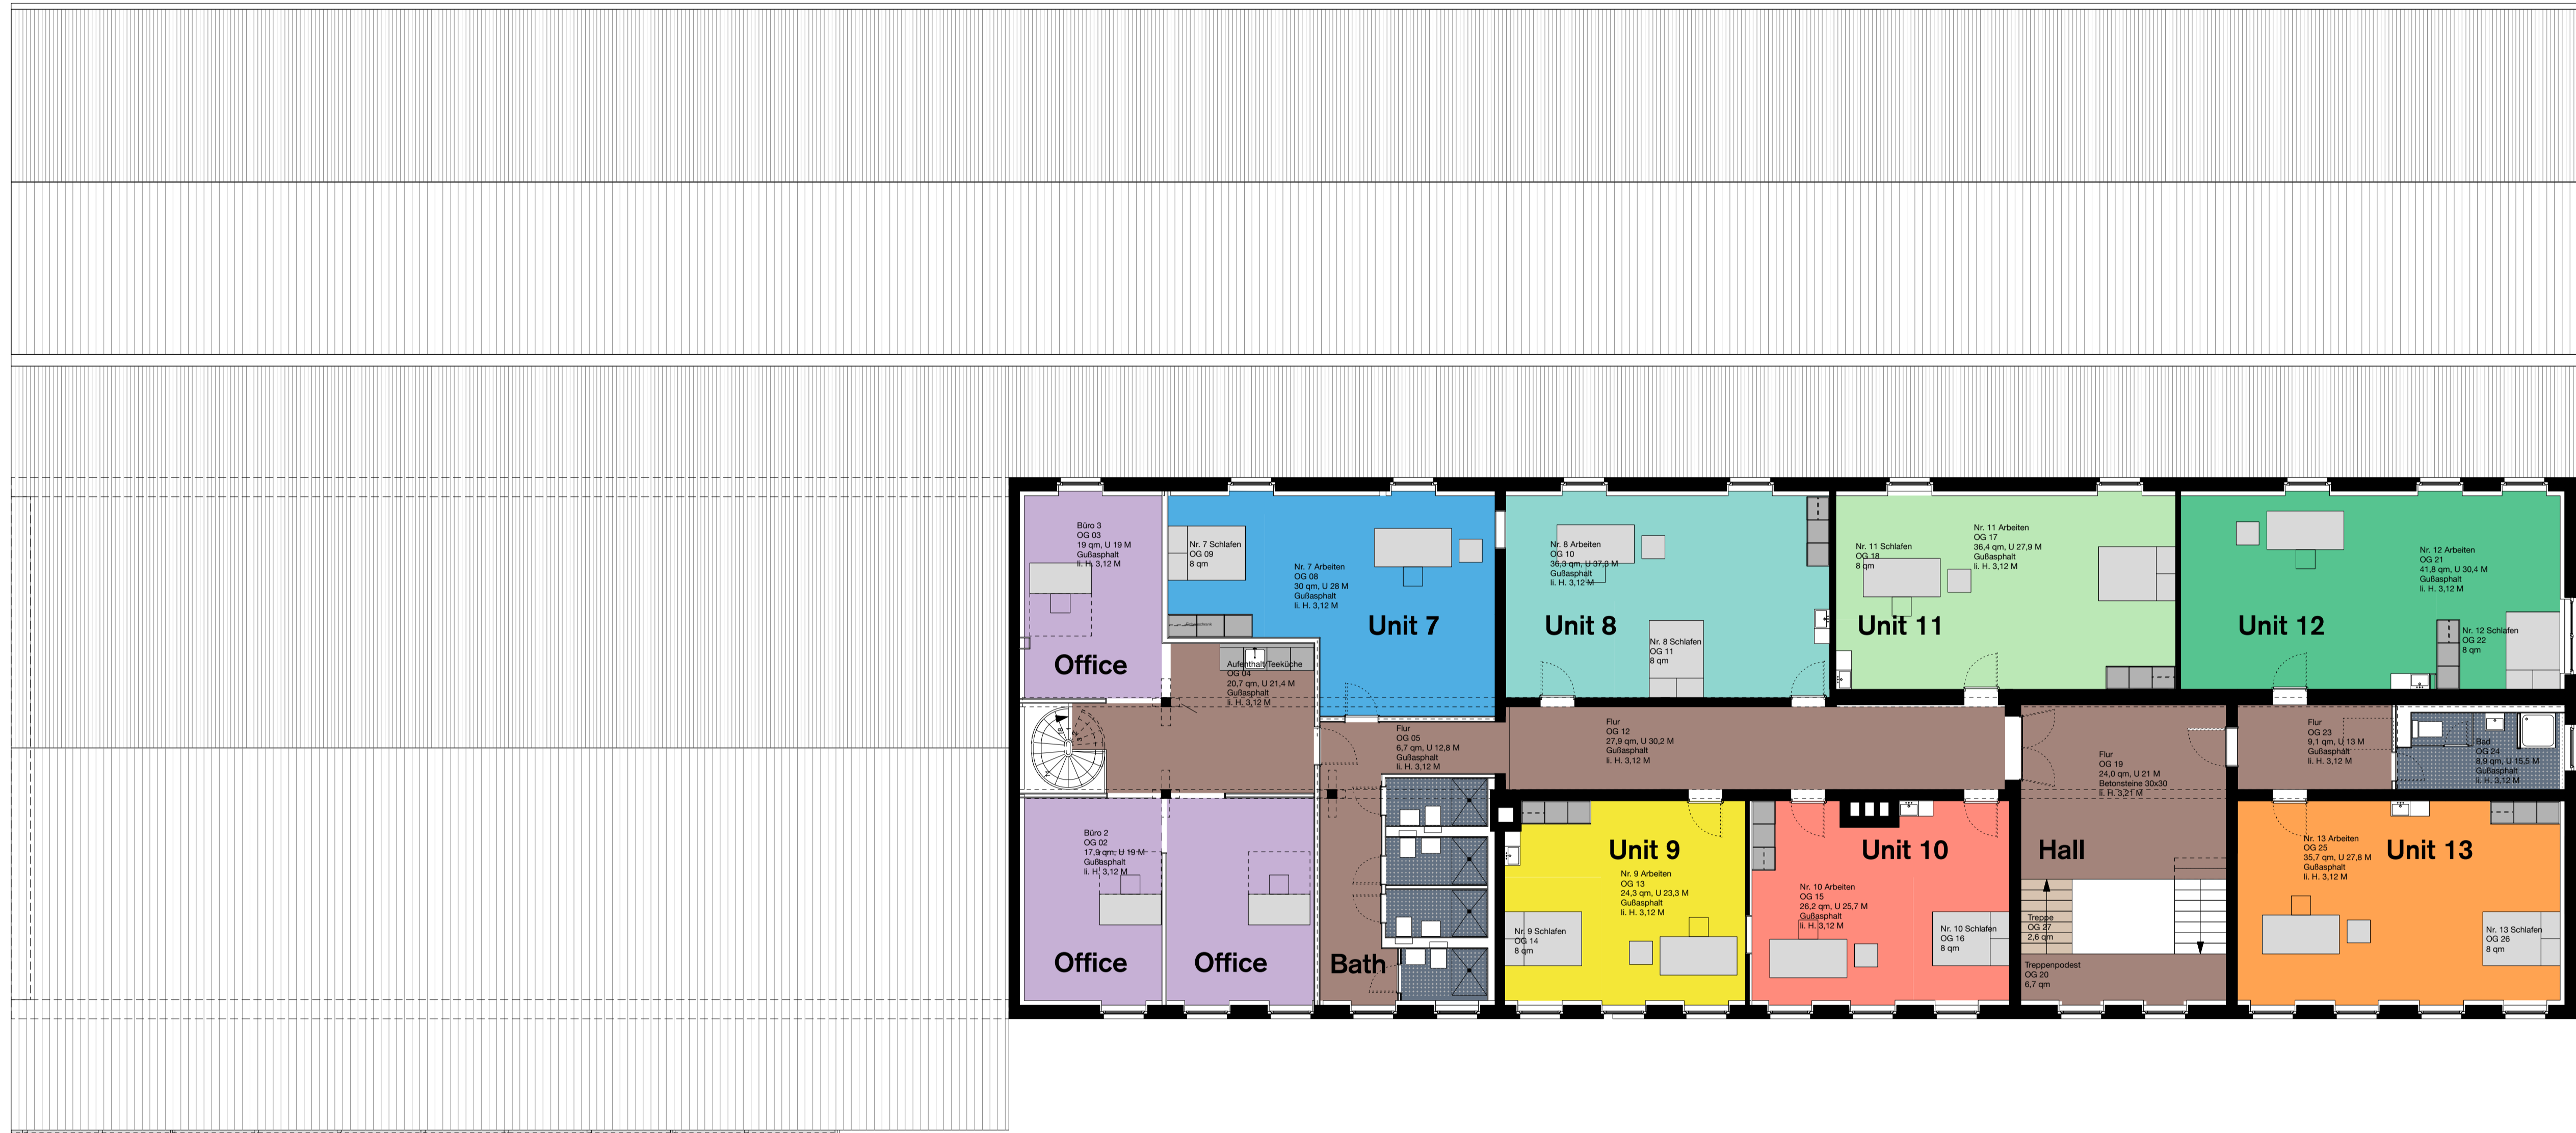 Büro 3
OG 03
19 qm, U 19 M
Gußasphalt
li. H. 3,12 M
Office
Nr. 7 Schlafen
OG 09
8 qm
Nr. 7 Arbeiten
OG 08
30 qm, U 28 M
Gußasphalt
li. H. 3,12 M
Unit 7
Nr. 8 Arbeiten
OG 10
36,3 qm, U 37,3 M
Gußasphalt
li. H. 3,12 M
Unit 8
Nr. 8 Schlafen
OG 11
8 qm
Nr. 11 Schlafen
OG 18
8 qm
Nr. 11 Arbeiten
OG 17
36,4 qm, U 27,9 M
Gußasphalt
li. H. 3,12 M
Unit 11
Nr. 12 Arbeiten
OG 21
41,8 qm, U 30,4 M
Gußasphalt
li. H. 3,12 M
Unit 12
Nr. 12 Schlafen
OG 22
8 qm
Aufenthalt/Teeküche
OG 04
20,7 qm, U 21,4 M
Gußasphalt
li. H. 3,12 M
Flur
OG 05
6,7 qm, U 12,8 M
Gußasphalt
li. H. 3,12 M
Flur
OG 12
27,9 qm, U 30,2 M
Gußasphalt
li. H. 3,12 M
Flur
OG 19
24,0 qm, U 21 M
Betonsteine 30x30
li. H. 3,21 M
Flur
OG 23
9,1 qm, U 13 M
Gußasphalt
li. H. 3,12 M
Bad
OG 24
8,9 qm, U 15,5 M
Gußasphalt
li. H. 3,12 M
Büro 2
OG 02
17,9 qm, U 19 M
Gußasphalt
li. H. 3,12 M
Office
Office
Bath
Unit 9
Nr. 9 Arbeiten
OG 13
24,3 qm, U 23,3 M
Gußasphalt
li. H. 3,12 M
Nr. 9 Schlafen
OG 14
8 qm
Unit 10
Nr. 10 Arbeiten
OG 15
26,2 qm, U 25,7 M
Gußasphalt
li. H. 3,12 M
Nr. 10 Schlafen
OG 16
8 qm
Hall
Treppe
OG 27
2,6 qm
Treppenpodest
OG 20
6,7 qm
Nr. 13 Arbeiten
OG 25
35,7 qm, U 27,8 M
Gußasphalt
li. H. 3,12 M
Unit 13
Nr. 13 Schlafen
OG 26
8 qm